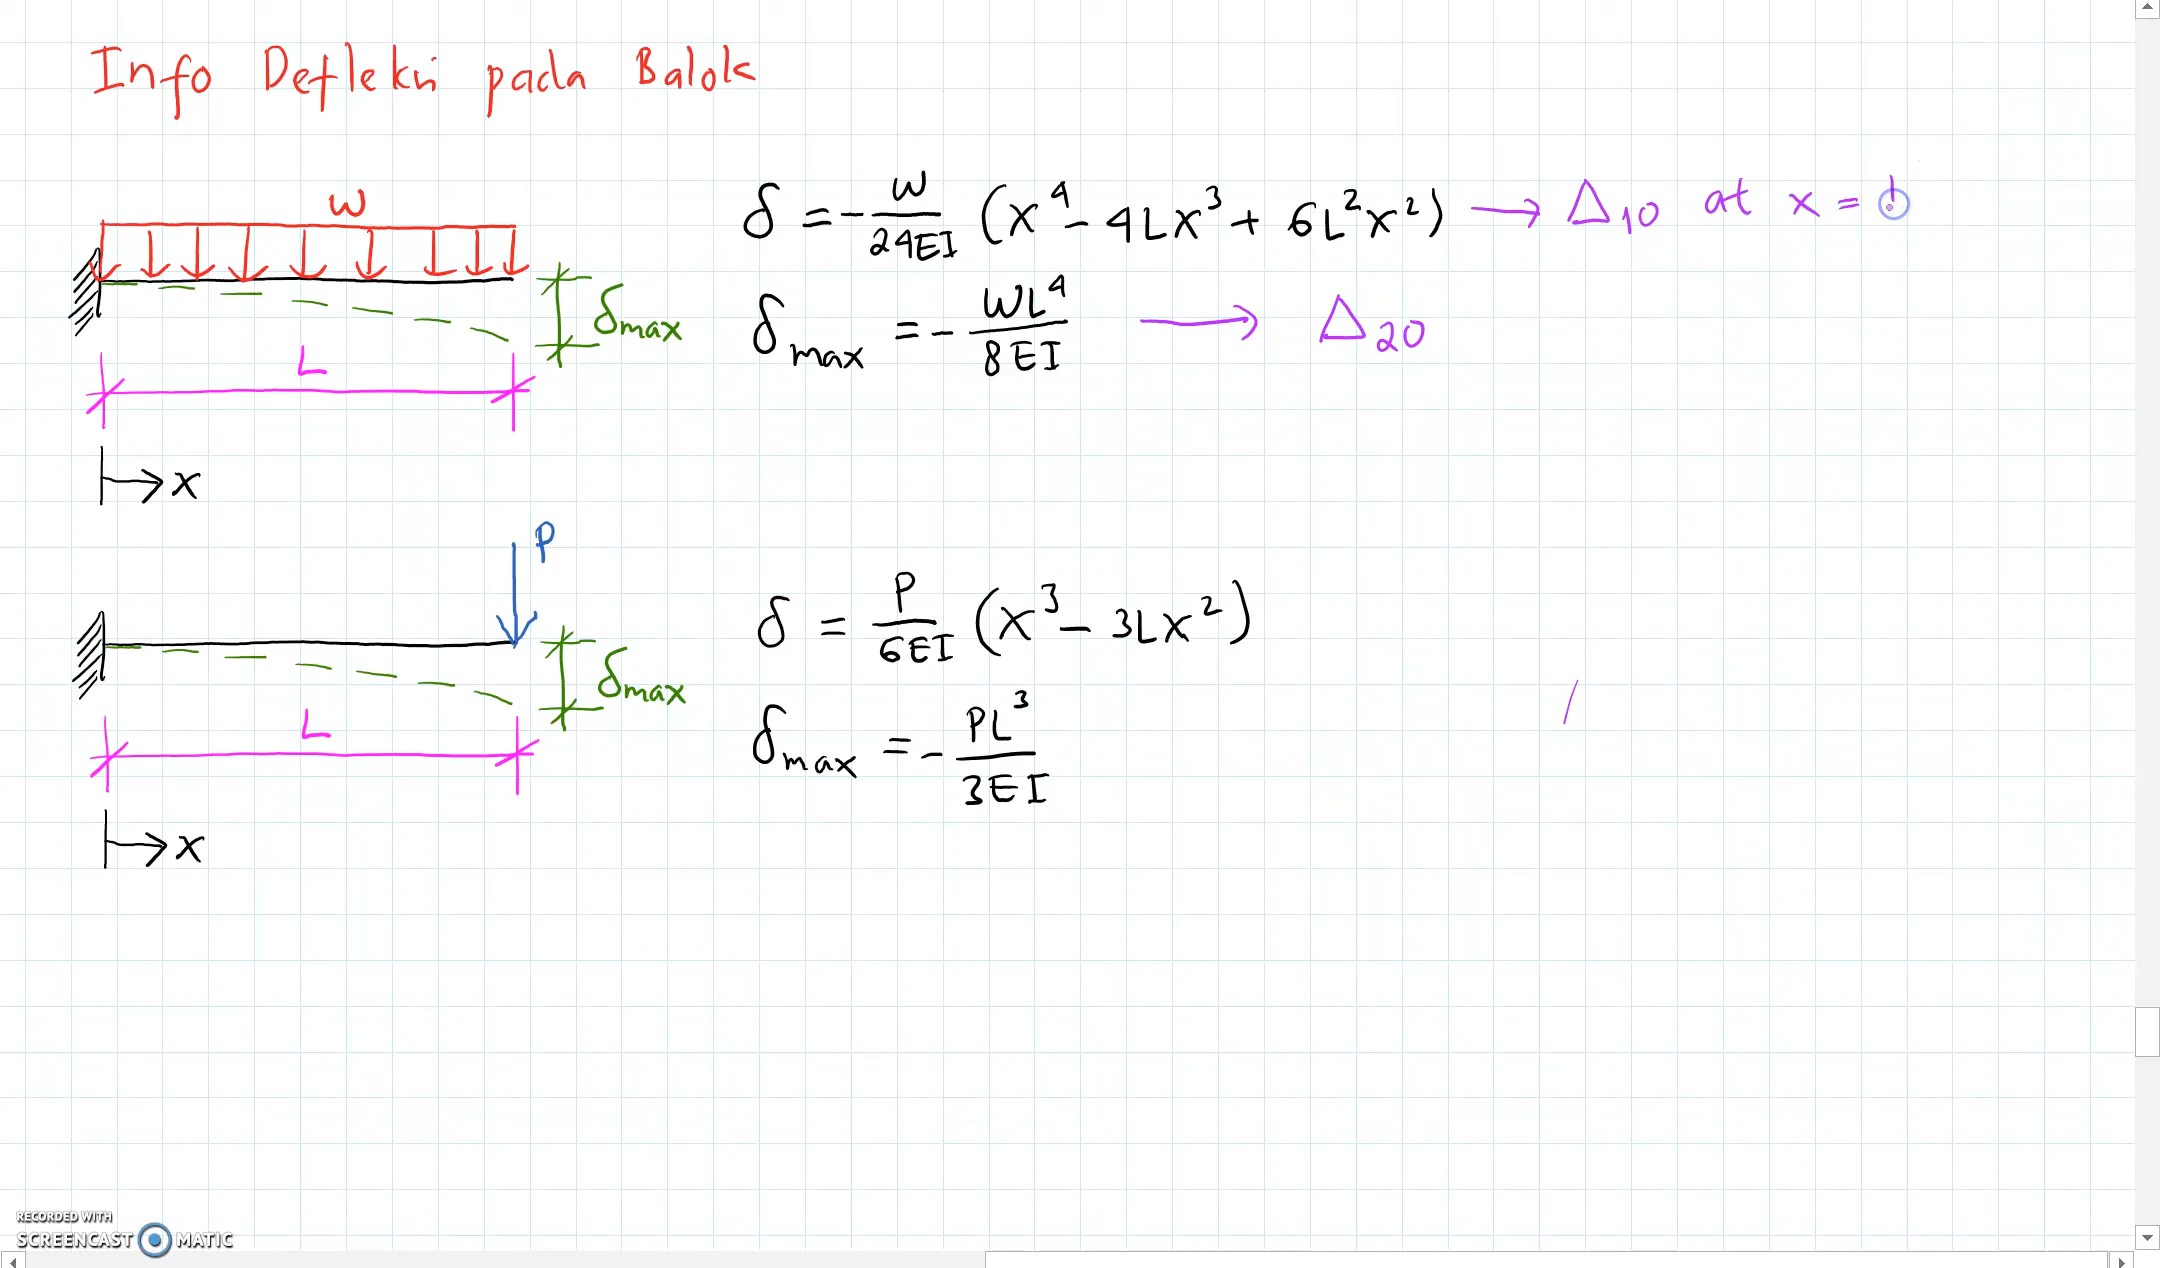 Info Defleksi pada Balok
w
δ = - w/24EI (x⁴ - 4Lx³ + 6L²x²) → Δ10 at x =
δmax
δmax = - wL⁴/8EI → Δ20
L
x
P
δ = P/6EI (x³ - 3Lx²)
δmax
δmax = - PL³/3EI
L
x
RECORDED WITH
SCREENCAST MATIC